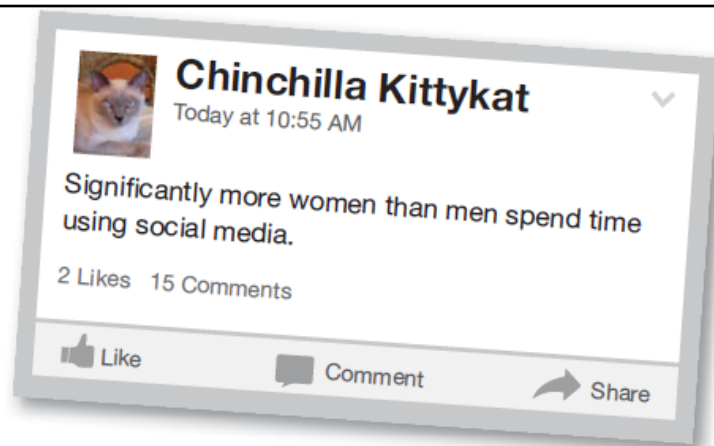 Chinchilla Kittykat
Today at 10:55 AM
Significantly more women than men spend time
using social media.
2 Likes 15 Comments
Like Comment Share